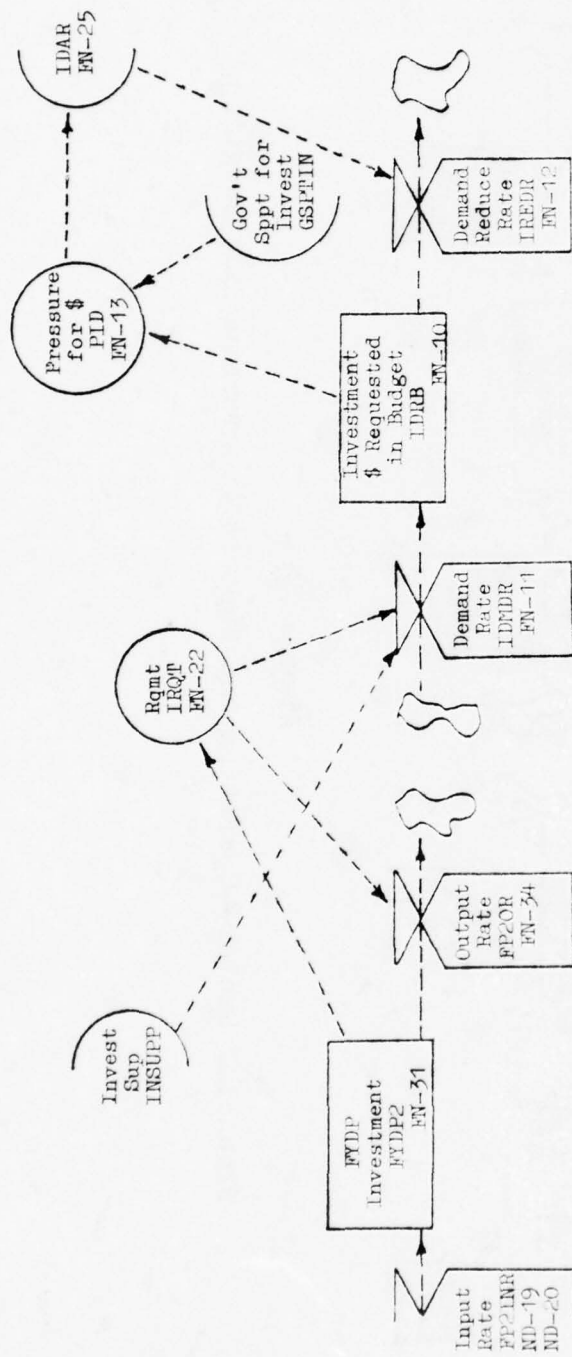 Input
Rate
FP2INR
ND-19
ND-20
FYDP
Investment
FYDP2
FN-31
Invest
Sup
INSUPP
Output
Rate
FP2OR
FN-34
Rqmt
IRQT
FN-22
Demand
Rate
IDMDR
FN-11
Investment
$ Requested
in Budget
IDRB
FN-10
Pressure
for $
PID
FN-13
Gov't
Sppt for
Invest
GSPTIN
IDAR
FN-25
Demand
Reduce
Rate
IREDR
FN-12